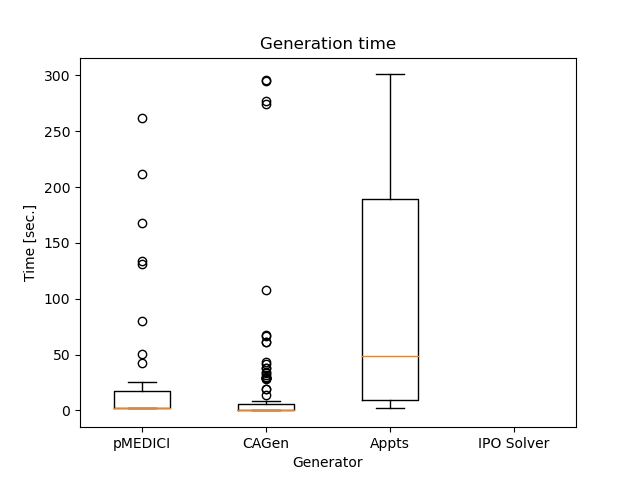 Generation time
Time [sec.]
300
250
200
150
100
50
0
pMEDICI CAGen Appts IPO Solver
Generator